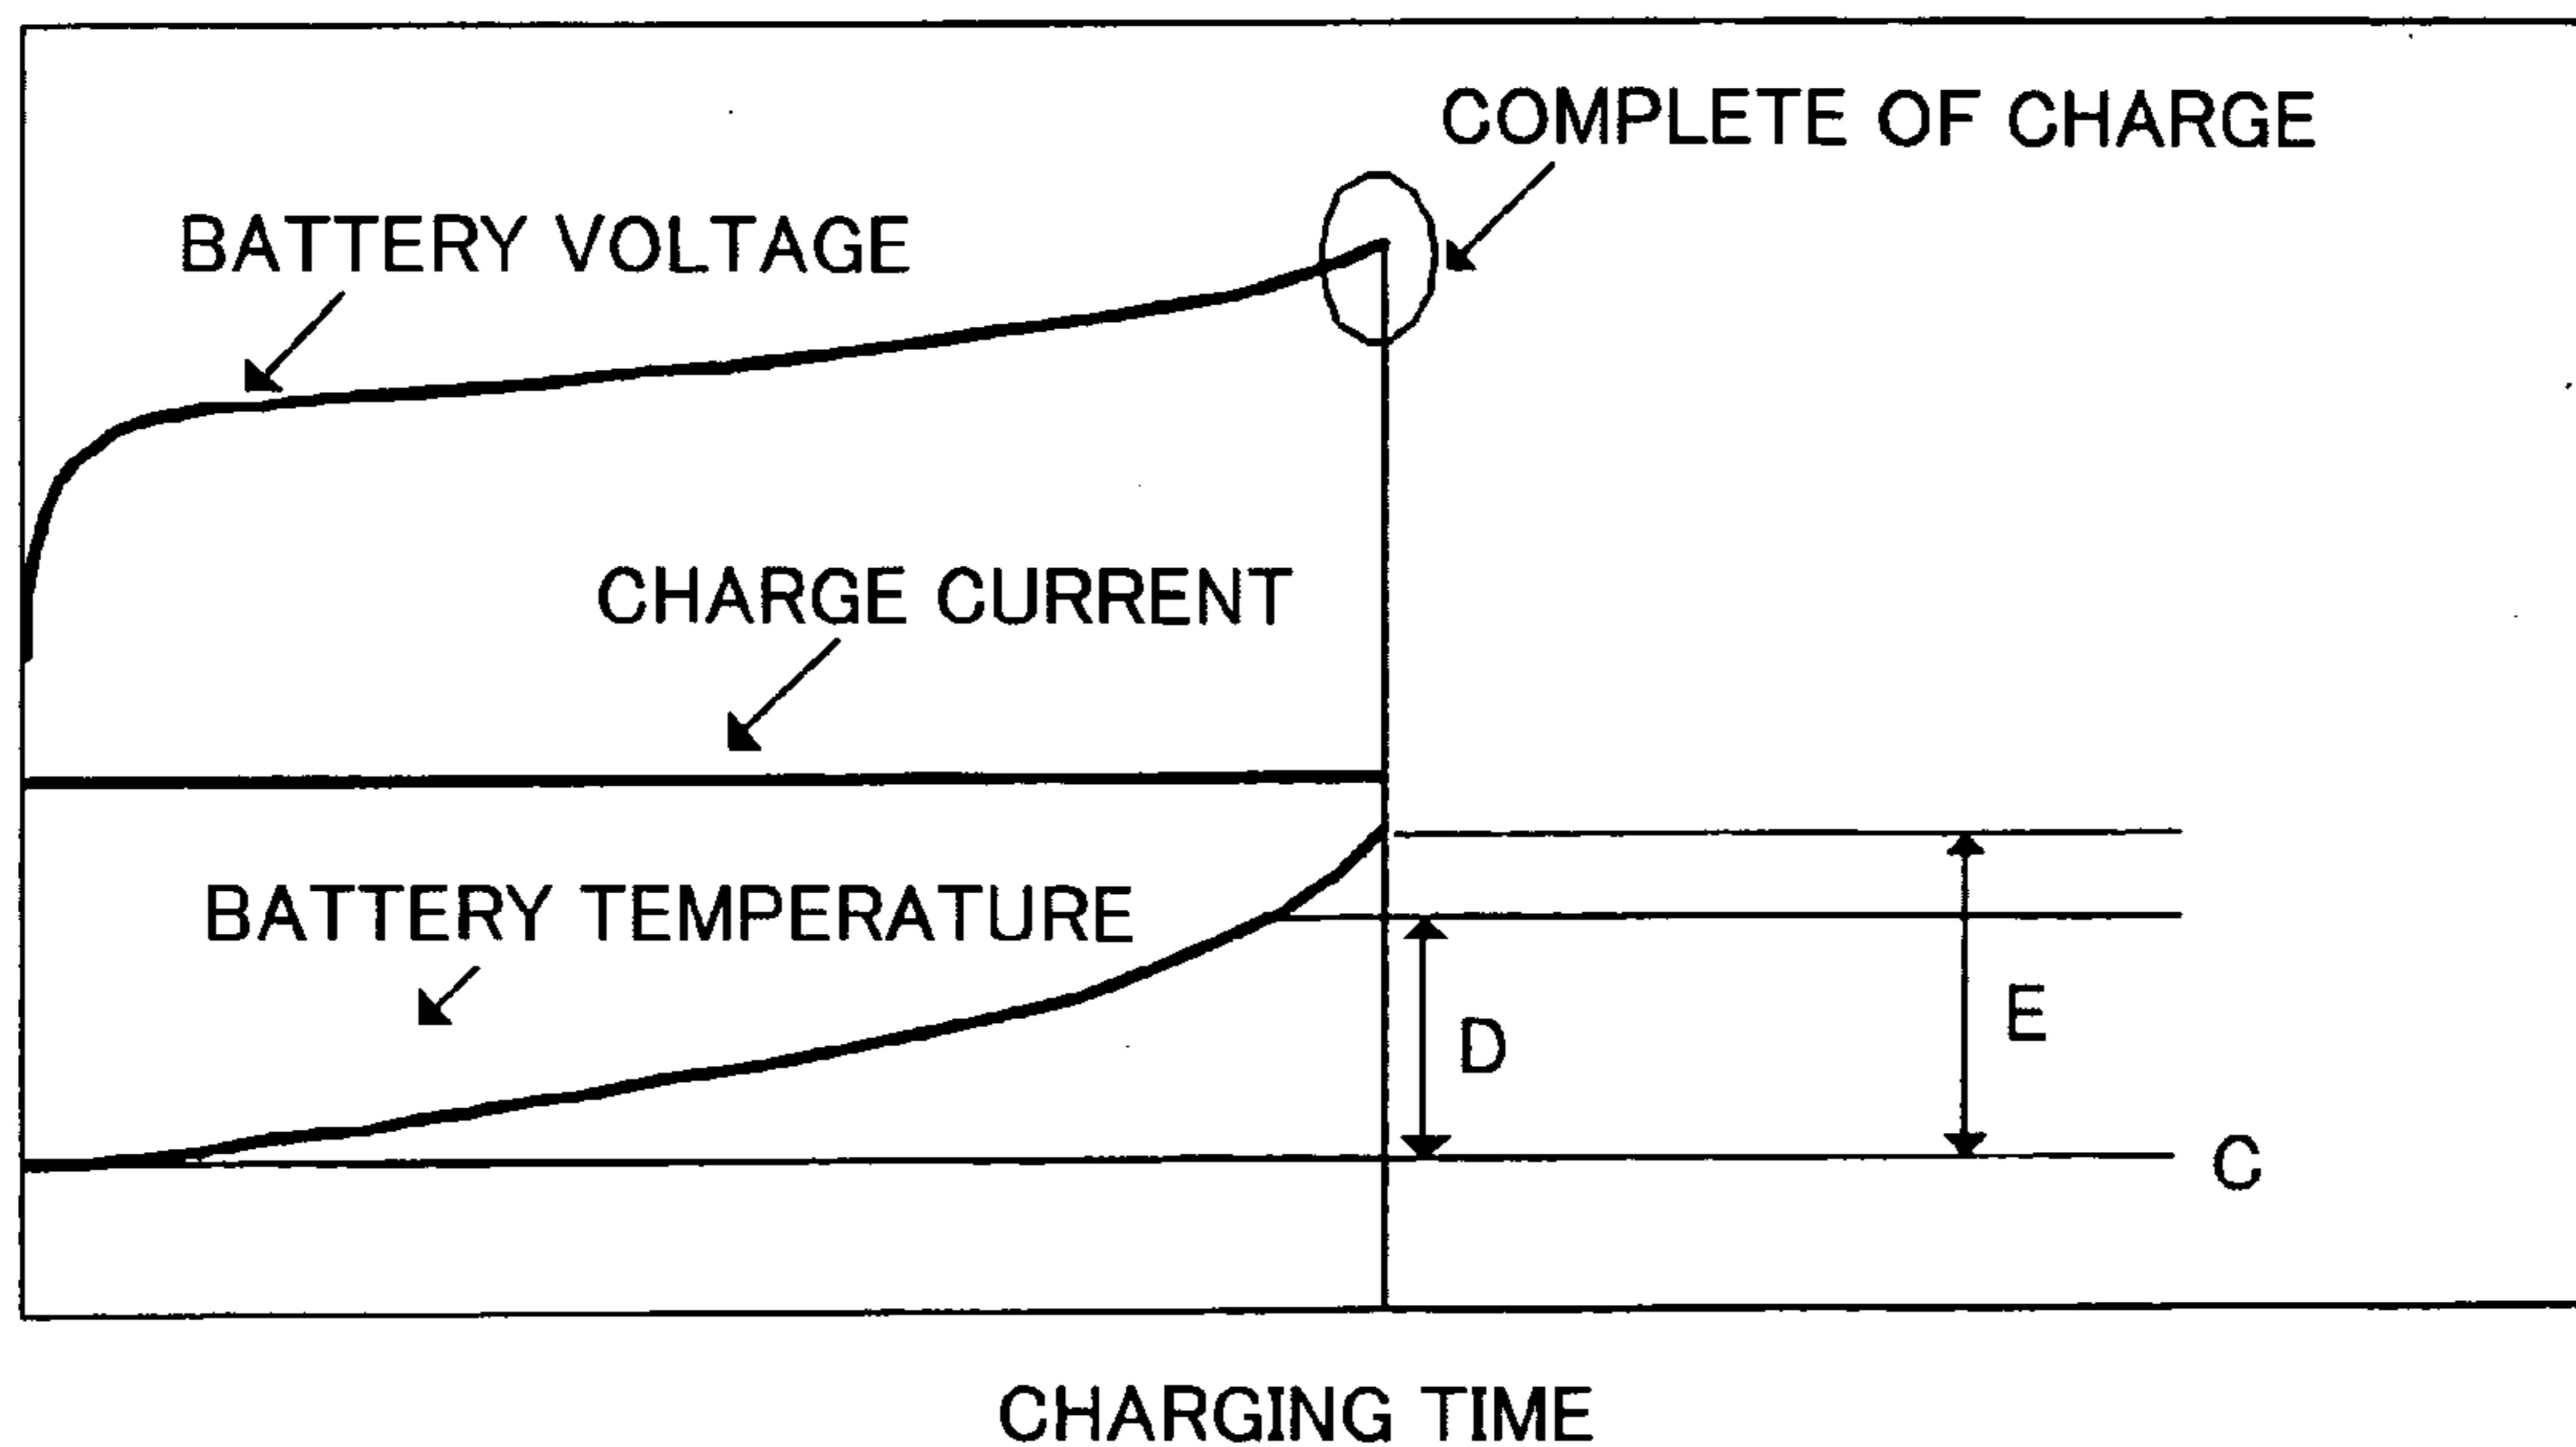 COMPLETE OF CHARGE
BATTERY VOLTAGE
CHARGE CURRENT
BATTERY TEMPERATURE
D
E
C
CHARGING TIME